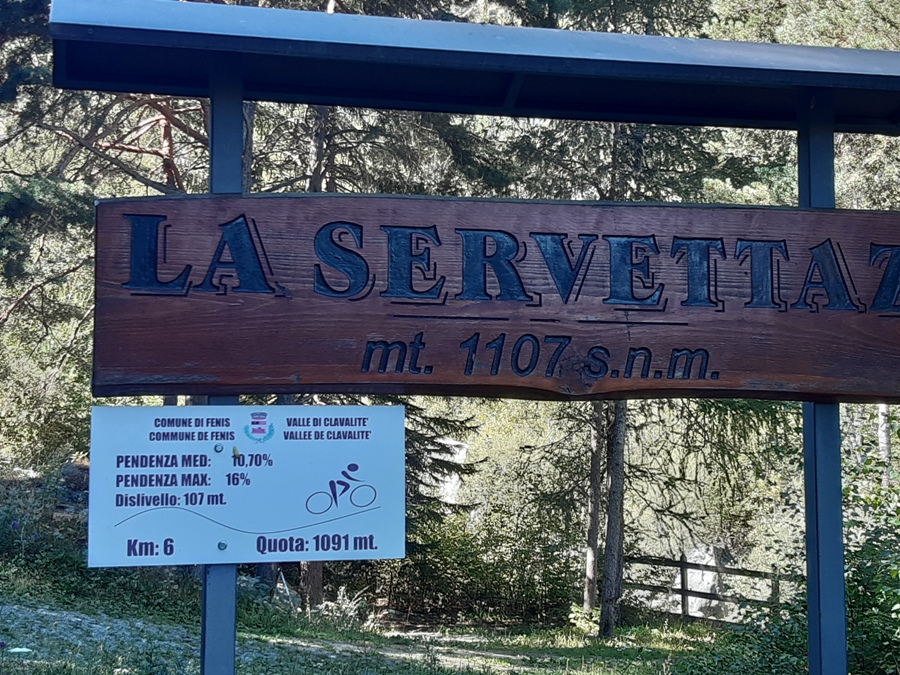 LA SERVETTAZ
mt. 1107 s.n.m.
COMUNE DI FENIS
COMMUNE DE FENIS
VALLE DI CLAVALITE'
VALLEE DE CLAVALITE'
PENDENZA MED: 10,70%
PENDENZA MAX: 16%
Dislivello: 107 mt.
Km: 6
Quota: 1091 mt.